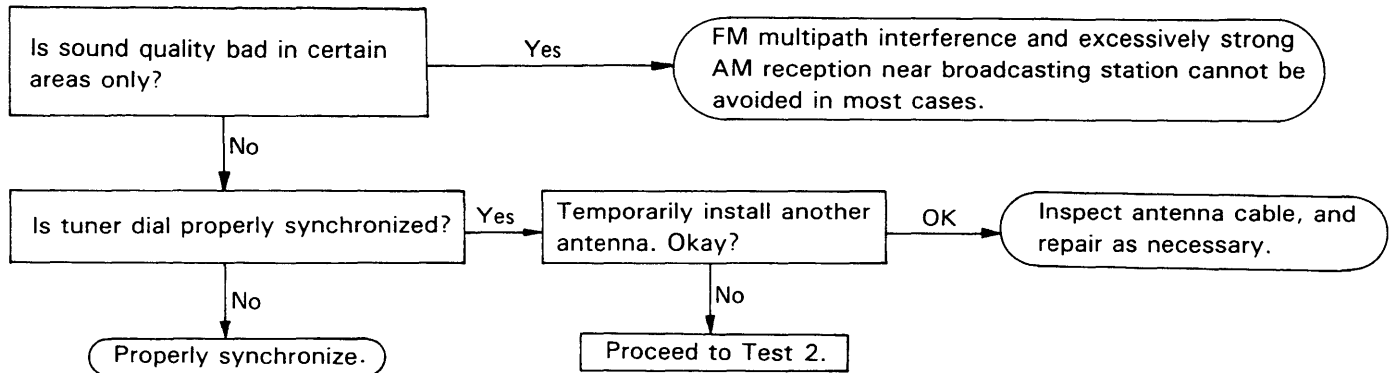 Is sound quality bad in certain
areas only?
Yes
FM multipath interference and excessively strong
AM reception near broadcasting station cannot be
avoided in most cases.
No
Is tuner dial properly synchronized?
Yes
Temporarily install another
antenna. Okay?
OK
Inspect antenna cable, and
repair as necessary.
No
Properly synchronize.
No
Proceed to Test 2.